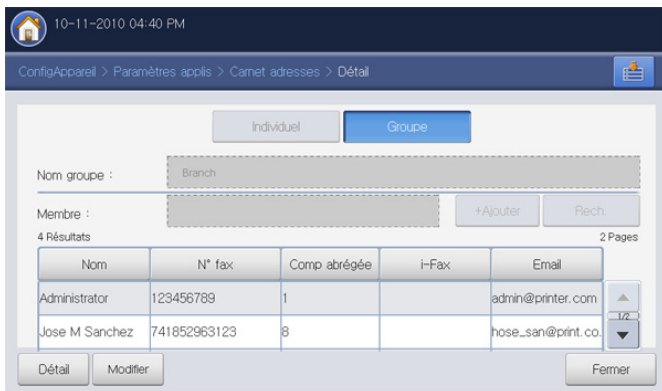 10-11-2010 04:40 PM
ConfigAppareil > Paramètres applis > Carnet adresses > Détail
Individuel Groupe
Nom groupe : Branch
Membre : +Ajouter Rech.
4 Résultats 2 Pages
Nom N° fax Comp abrégée i-Fax Email
Administrator 123456789 1 admin@printer.com
1/2
Jose M Sanchez 741852963123 8 hose_san@print.co.
Détail Modifier Fermer